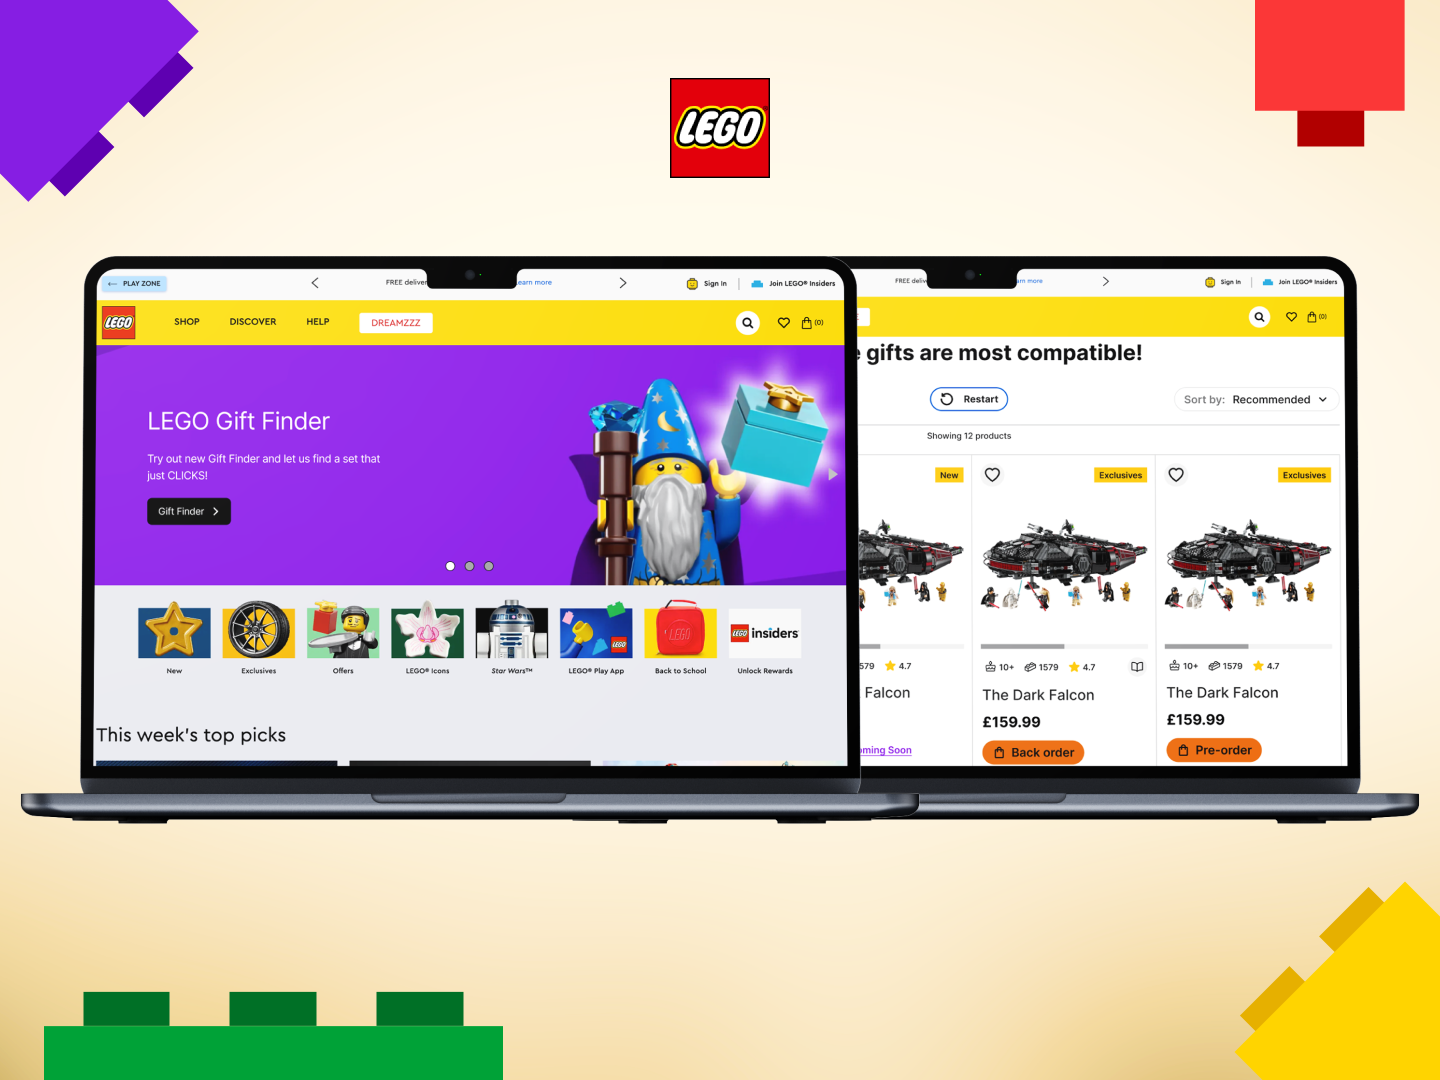 LEGO
PLAY ZONE
FREE
Learn more
Sign In
Join LEGO® Insiders
LEGO
SHOP
DISCOVER
HELP
DREAMZZZ
(0)
LEGO Gift Finder
Try out new Gift Finder and let us find a set that
just CLICKS!
Gift Finder
LEGO
LEGO
LEGO insiders
New
Exclusives
Offers
LEGO® Icons
Star Wars™
LEGO® Play App
Back to School
Unlock Rewards
This week's top picks
FREE
more
Sign In
Join LEGO® Insiders
(0)
gifts are most compatible!
Restart
Sort by: Recommended
Showing 12 products
New
Exclusives
Exclusives
579 4.7
10+ 1579 4.7
10+ 1579 4.7
Falcon
The Dark Falcon
The Dark Falcon
£159.99
£159.99
oming Soon
Back order
Pre-order